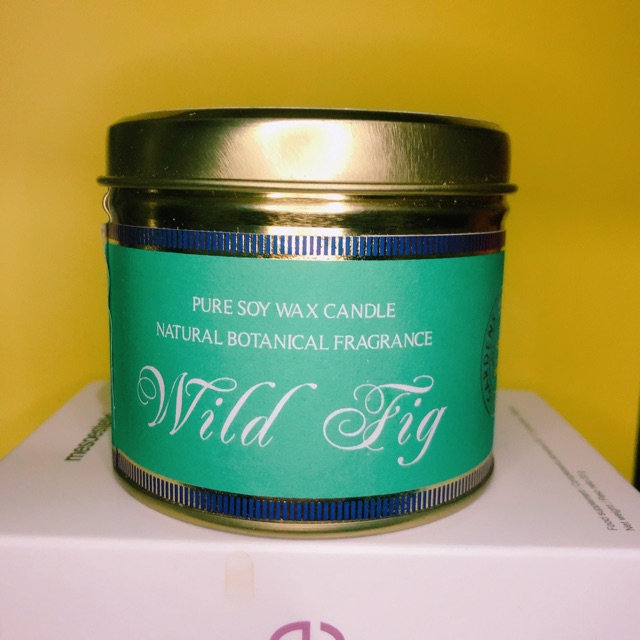 PURE SOY WAX CANDLE
NATURAL BOTANICAL FRAGRANCE
Wild Fig